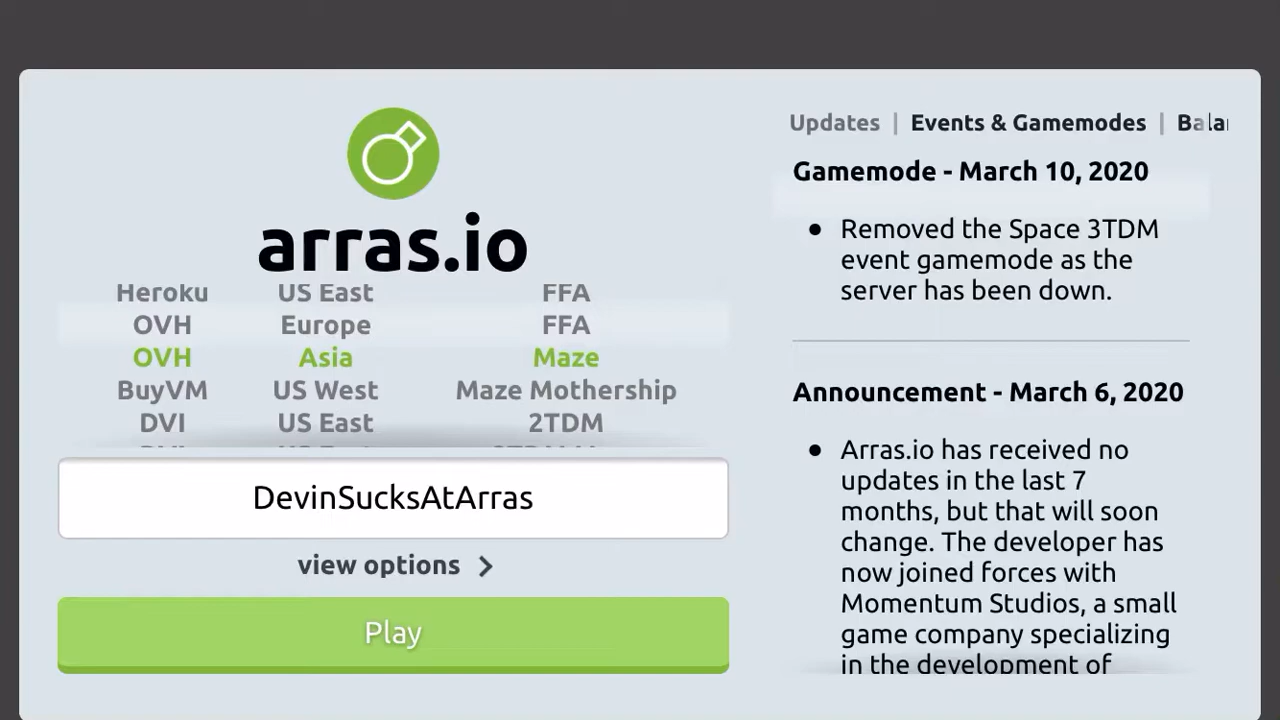 arras.io
Heroku US East FFA
OVH Europe FFA
OVH Asia Maze
BuyVM US West Maze Mothership
DVI US East 2TDM
DevinSucksAtArras
view options
Play
Updates | Events & Gamemodes |
Gamemode - March 10, 2020
• Removed the Space 3TDM
event gamemode as the
server has been down.
Announcement - March 6, 2020
• Arras.io has received no
updates in the last 7
months, but that will soon
change. The developer has
now joined forces with
Momentum Studios, a small
game company specializing
in the development of